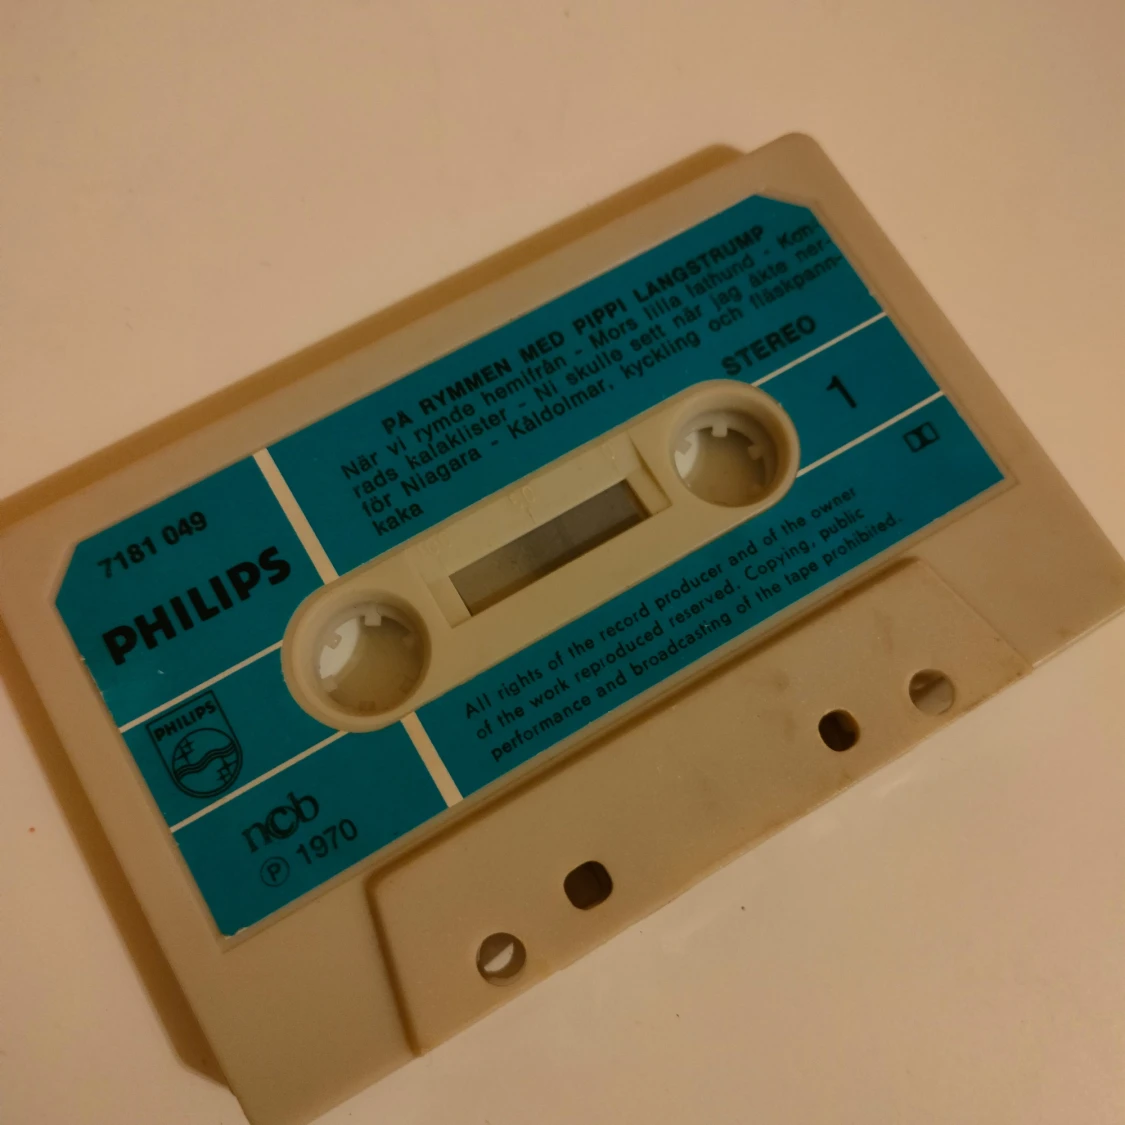 PÅ RYMMEN MED PIPPI LÅNGSTRUMP
När vi rymde hemifrån - Mors lilla lathund - Kon-
rads kalaklister - Ni skulle sett när jag åkte ner-
för Niagara - Kåldolmar, kyckling och fläskpann-
kaka
STEREO
1
7181 049
PHILIPS
PHILIPS
ncb
Ⓟ 1970
All rights of the record producer and of the owner
of the work reproduced reserved. Copying, public
performance and broadcasting of the tape prohibited.